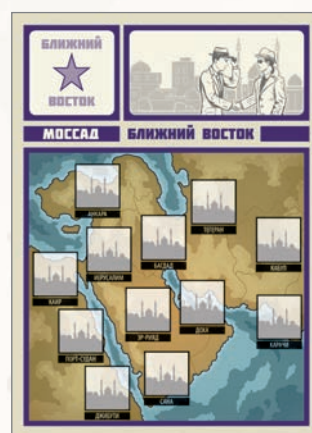 БЛИЖНИЙ
ВОСТОК
МОССАД БЛИЖНИЙ ВОСТОК
АНКАРА
ТЕГЕРАН
БАГДАД
КАБУЛ
ИЕРУСАЛИМ
КАИР
ЭР-РИЯД
ДОХА
КАРАЧИ
ПОРТ-СУДАН
САНА
ДЖИБУТИ